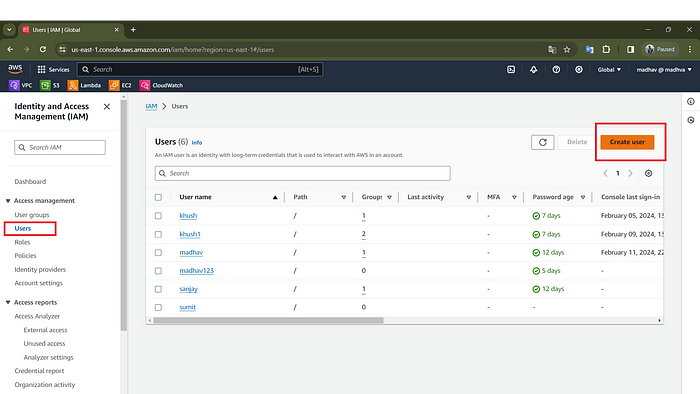 Users | IAM | Global
us-east-1.console.aws.amazon.com/iam/home?region=us-east-1#/users
Paused
aws
Services
Search
[Alt+S]
Global
madhav @ madhva
VPC
S3
Lambda
EC2
CloudWatch
Identity and Access
Management (IAM)
Search IAM
Dashboard
Access management
User groups
Users
Roles
Policies
Identity providers
Account settings
Access reports
Access Analyzer
External access
Unused access
Analyzer settings
Credential report
Organization activity
IAM > Users
Users (6) Info
An IAM user is an identity with long-term credentials that is used to interact with AWS in an account.
Delete
Create user
Search
1
User name Path Groups Last activity MFA Password age Console last sign-in
khush / 1 - 7 days February 05, 2024, 13
khush1 / 2 - 7 days February 09, 2024, 13
madhav / 1 - 12 days February 11, 2024, 22
madhav123 / 0 - 5 days -
sanjay / 1 - 12 days -
sumit / 0 - - -